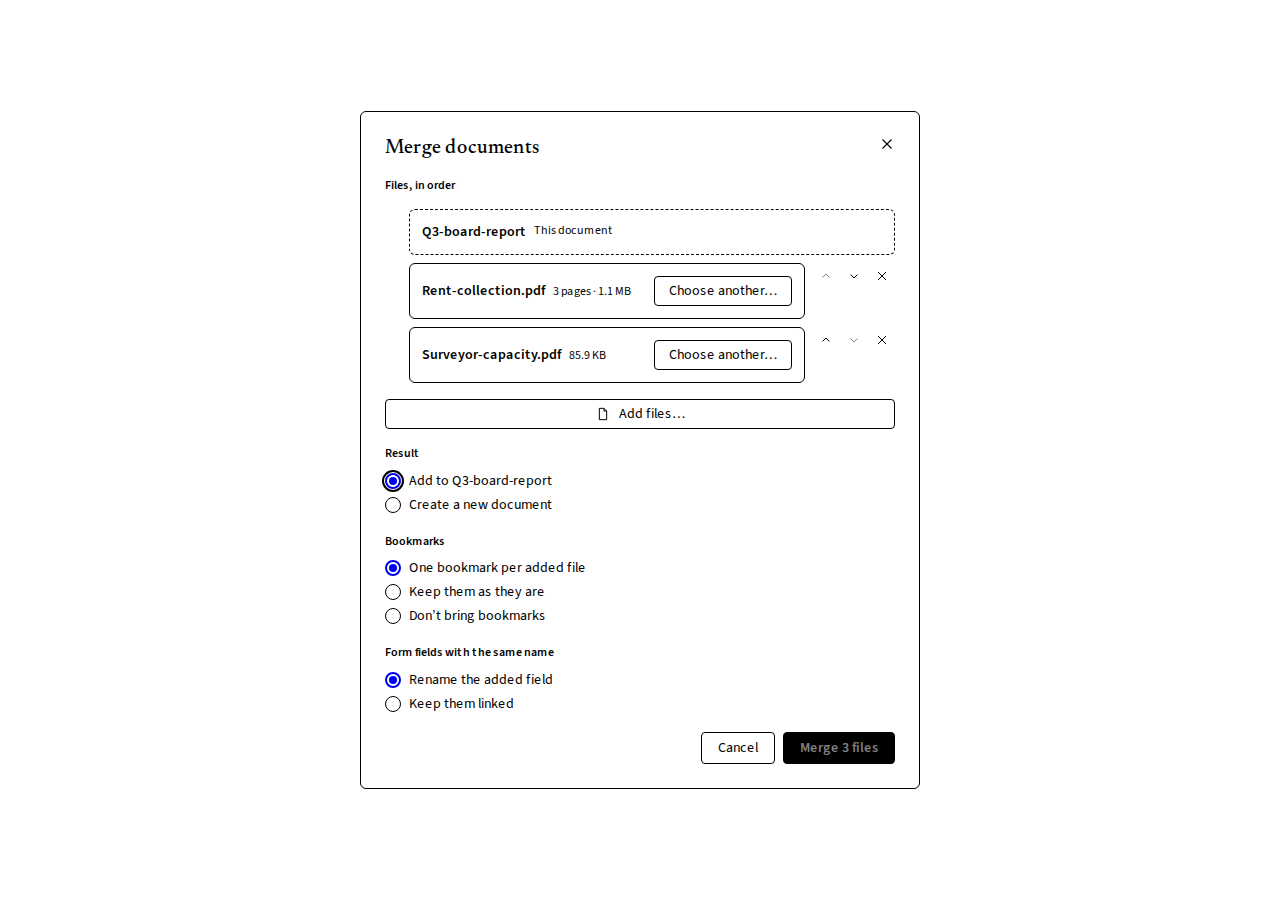 Merge documents
Files, in order
Q3-board-report This document
Rent-collection.pdf 3 pages · 1.1 MB Choose another…
Surveyor-capacity.pdf 85.9 KB Choose another…
Add files…
Result
Add to Q3-board-report
Create a new document
Bookmarks
One bookmark per added file
Keep them as they are
Don’t bring bookmarks
Form fields with the same name
Rename the added field
Keep them linked
Cancel Merge 3 files